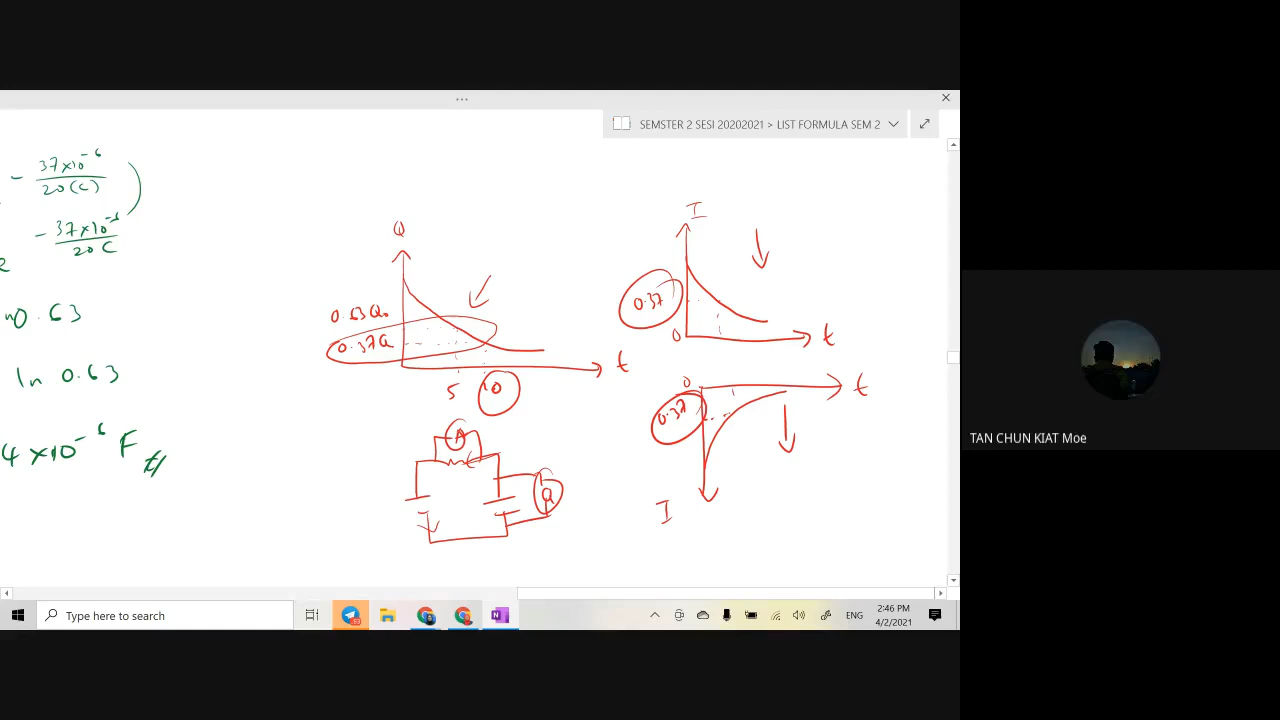 SEMSTER 2 SESI 20202021 > LIST FORMULA SEM 2
- 37×10⁻⁶
20(C)
- 37×10⁻⁶
20 C
0.63
ln 0.63
4×10⁻⁶ F
Q
0.63Q₀
0.37Q
5
10
t
A
Q
I
0.37
0
t
0
0.37
t
I
TAN CHUN KIAT Moe
Type here to search
ENG
2:46 PM
4/2/2021